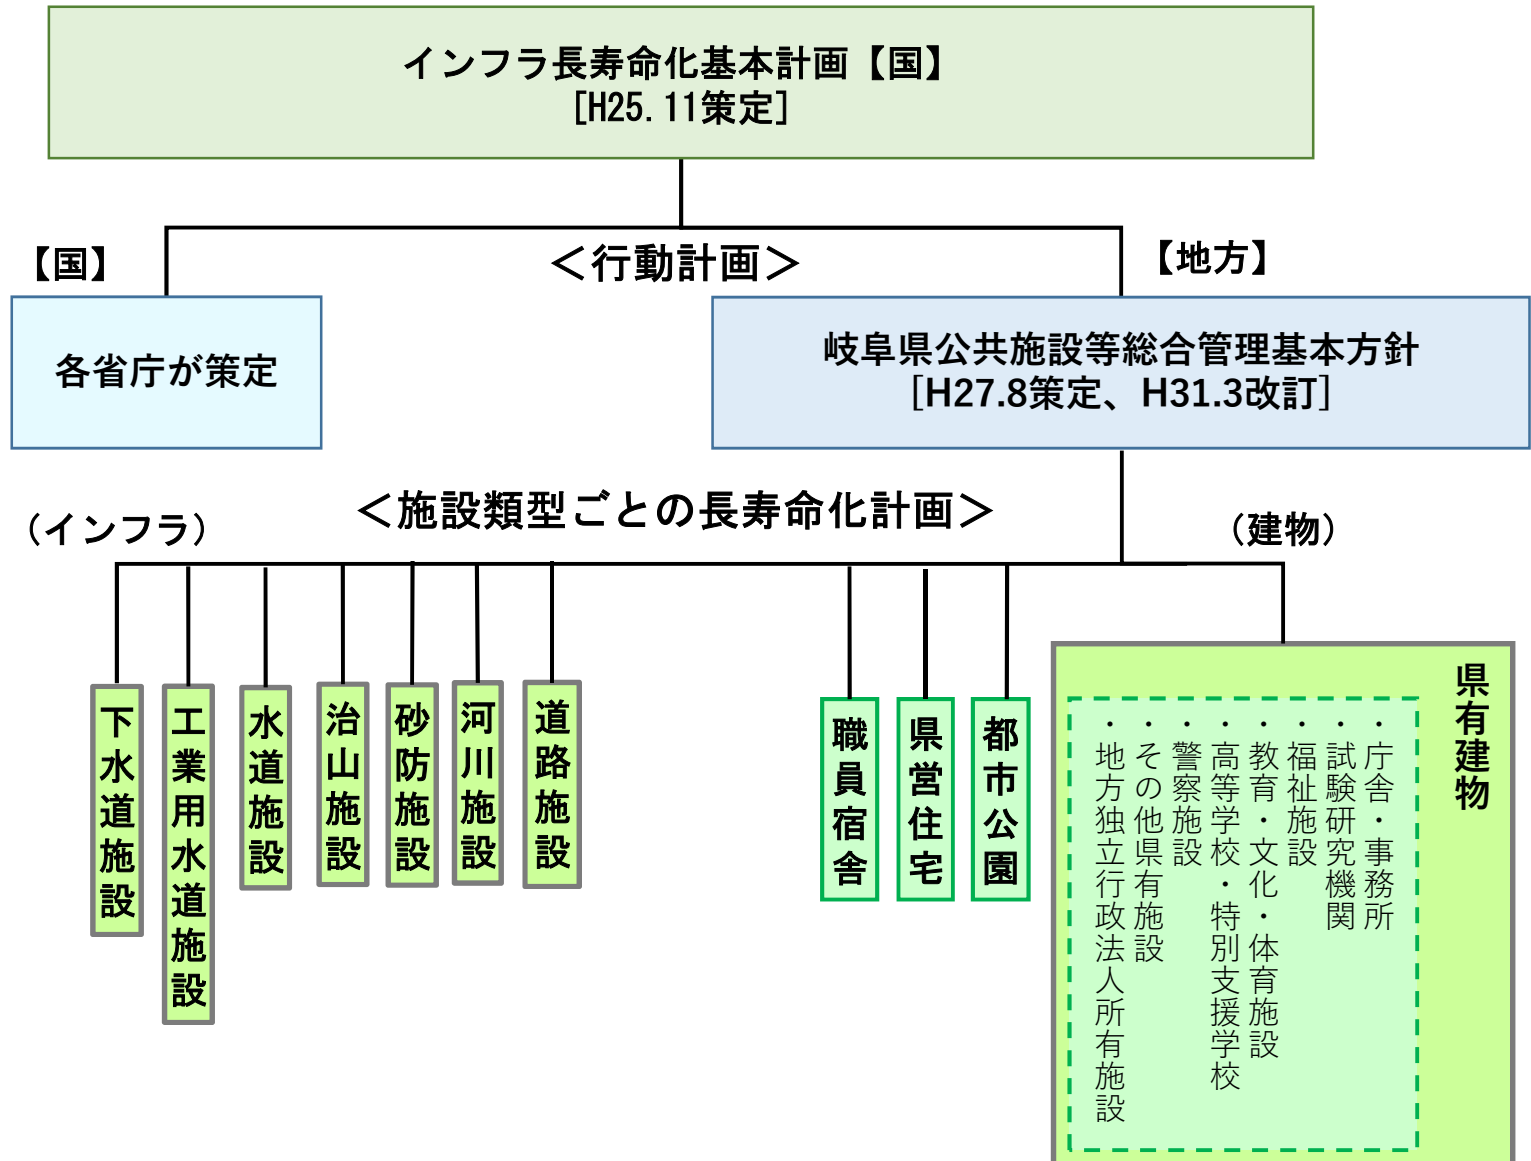 インフラ長寿命化基本計画【国】
[H25.11策定]
【国】
＜行動計画＞
【地方】
各省庁が策定
岐阜県公共施設等総合管理基本方針
[H27.8策定、H31.3改訂]
＜施設類型ごとの長寿命化計画＞
（インフラ）
（建物）
下水道施設
工業用水道施設
水道施設
治山施設
砂防施設
河川施設
道路施設
職員宿舎
県営住宅
都市公園
県有建物
・庁舎・事務所
・試験研究機関
・福祉施設
・教育・文化・体育施設
・高等学校・特別支援学校
・警察施設
・その他県有施設
・地方独立行政法人所有施設